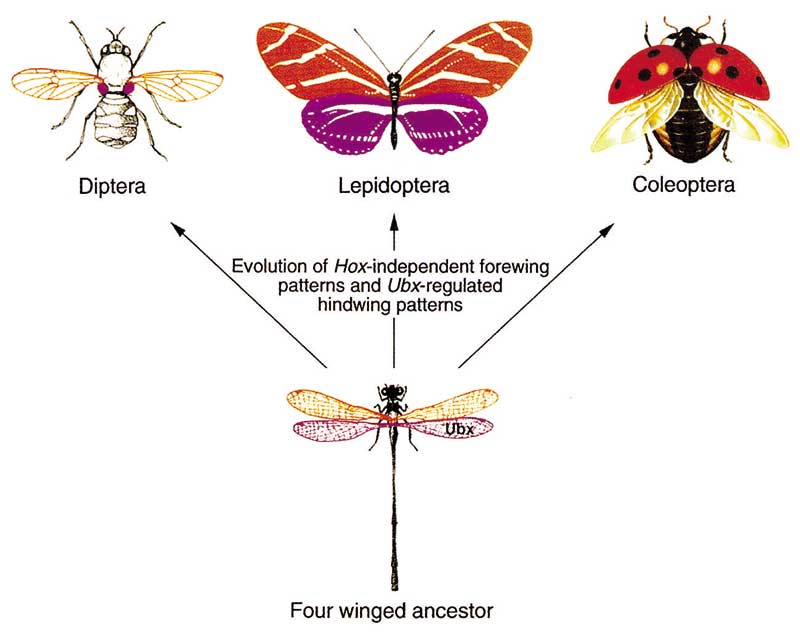 Diptera
Lepidoptera
Coleoptera
Evolution of Hox-independent forewing
patterns and Ubx-regulated
hindwing patterns
Ubx
Four winged ancestor